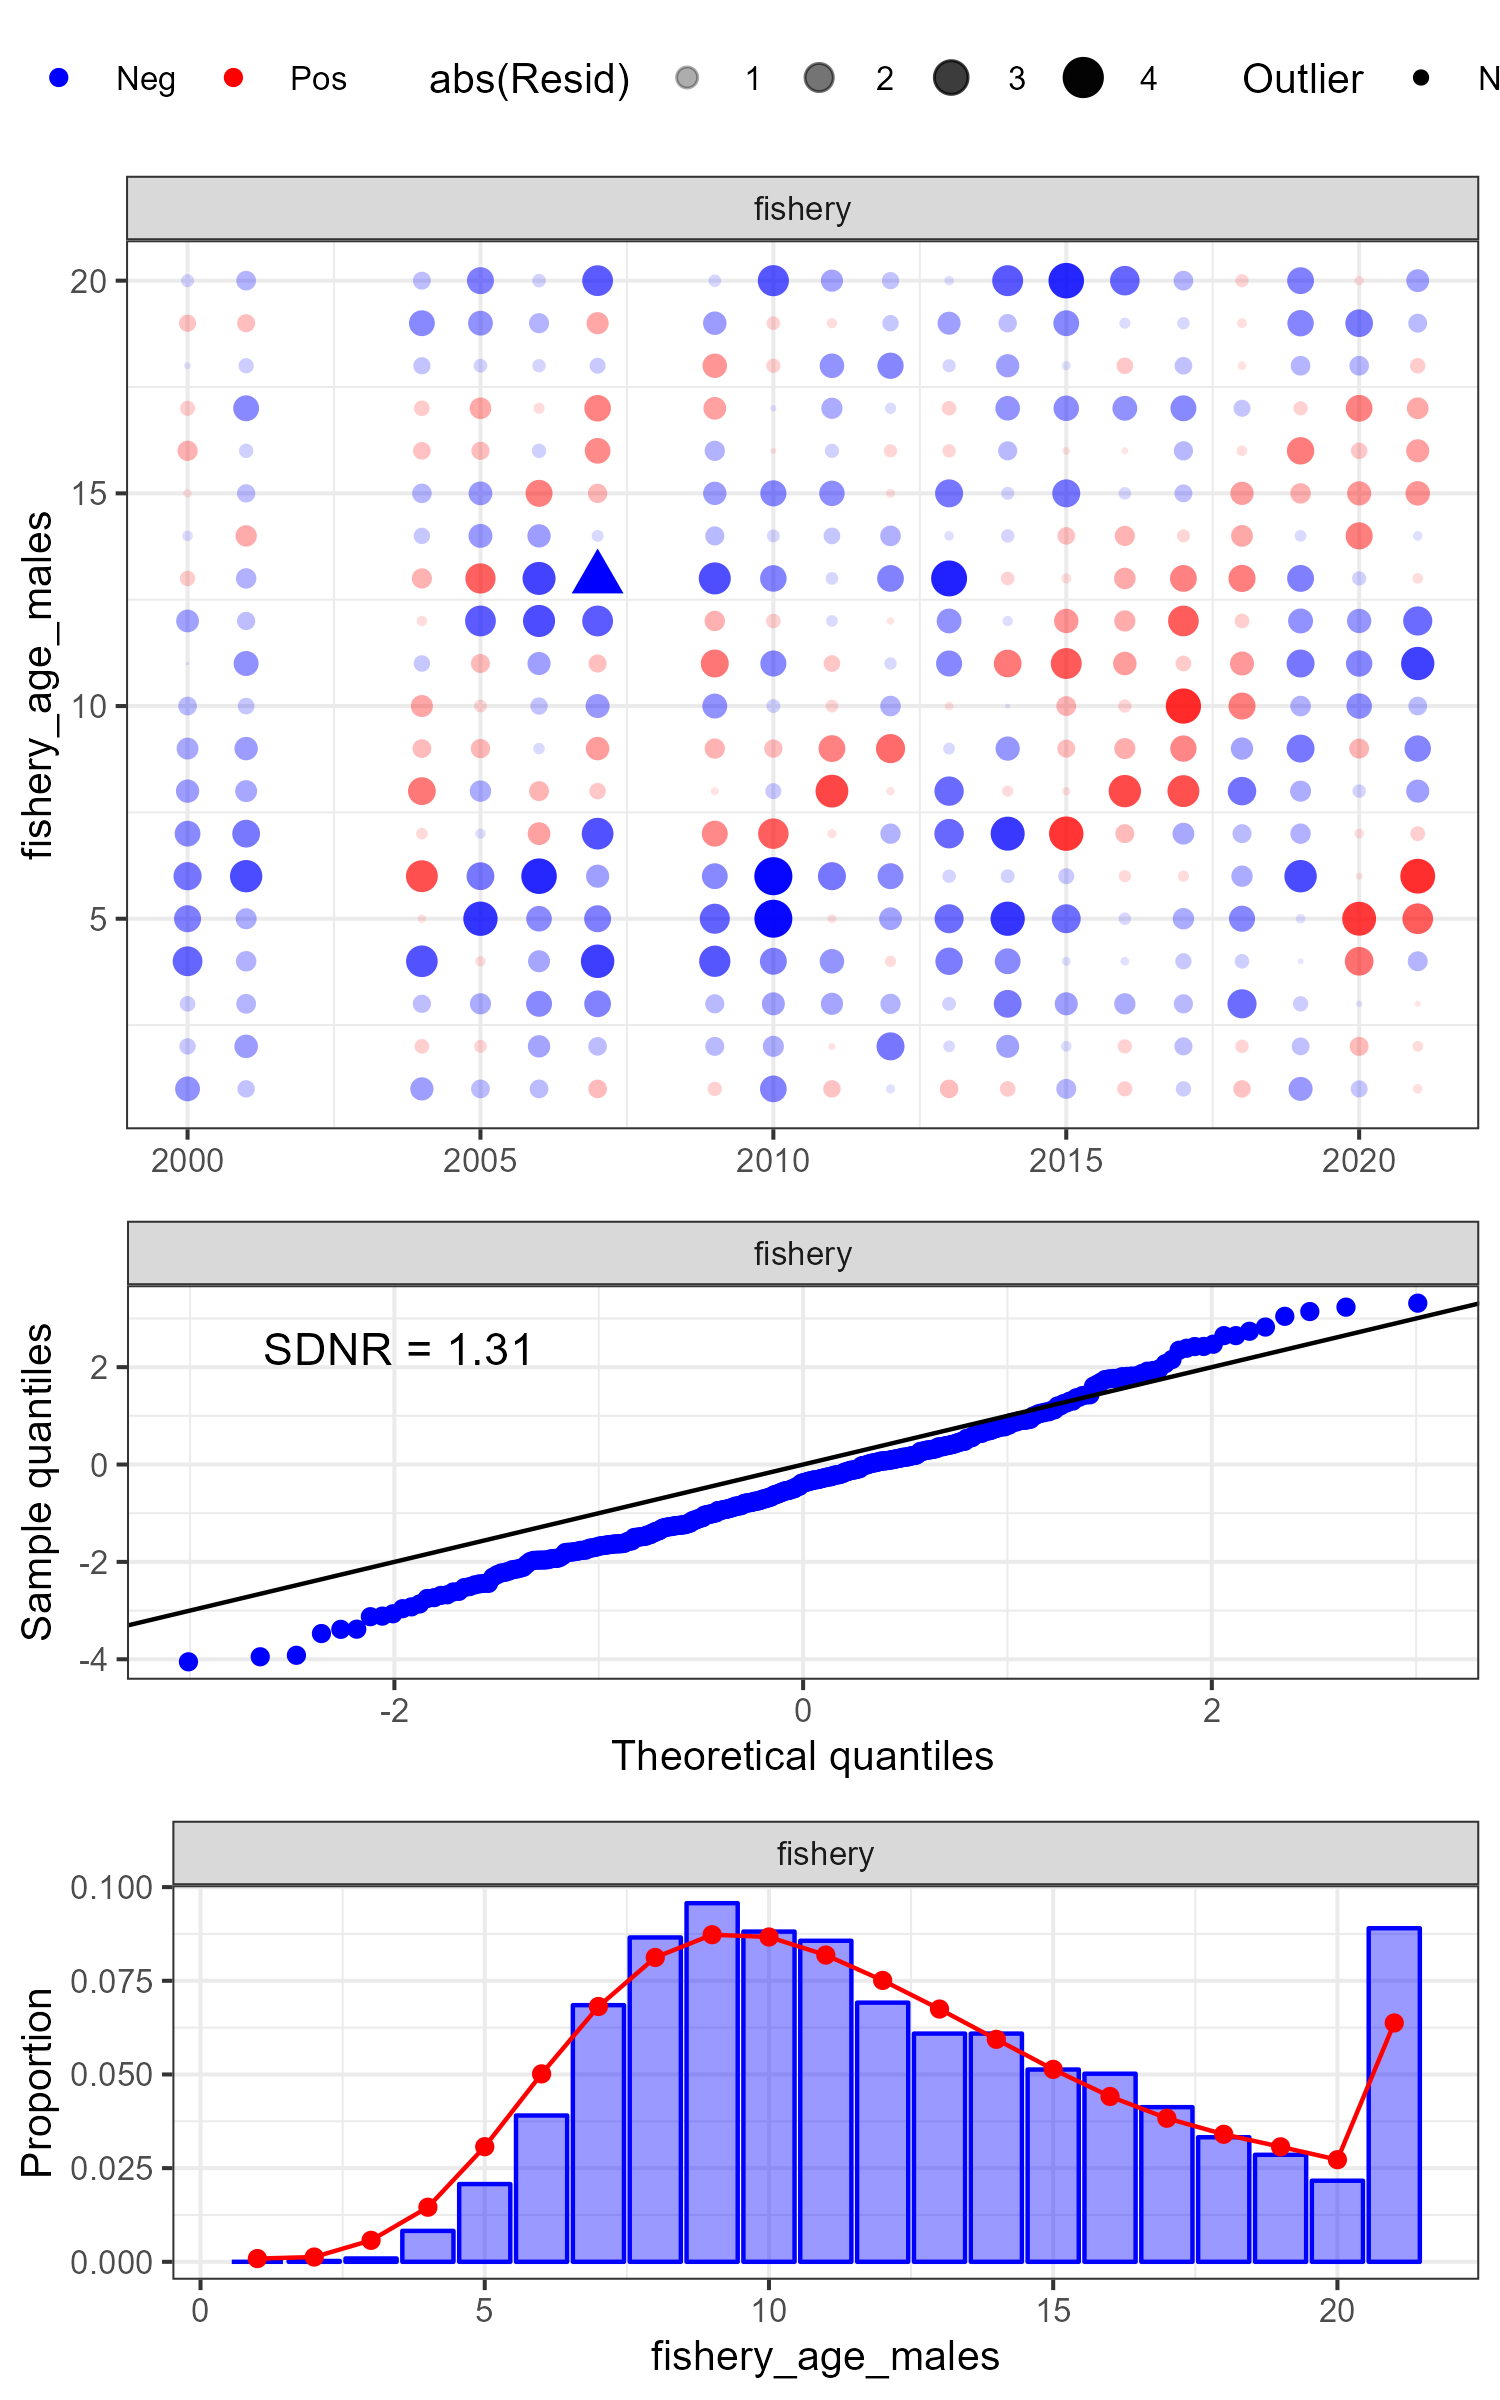 Neg Pos abs(Resid) 1 2 3 4 Outlier N
fishery
20
15
10
5
fishery_age_males
2000 2005 2010 2015 2020
fishery
SDNR = 1.31
2
0
-2
-4
Sample quantiles
-2 0 2
Theoretical quantiles
fishery
0.100
0.075
0.050
0.025
0.000
Proportion
0 5 10 15 20
fishery_age_males